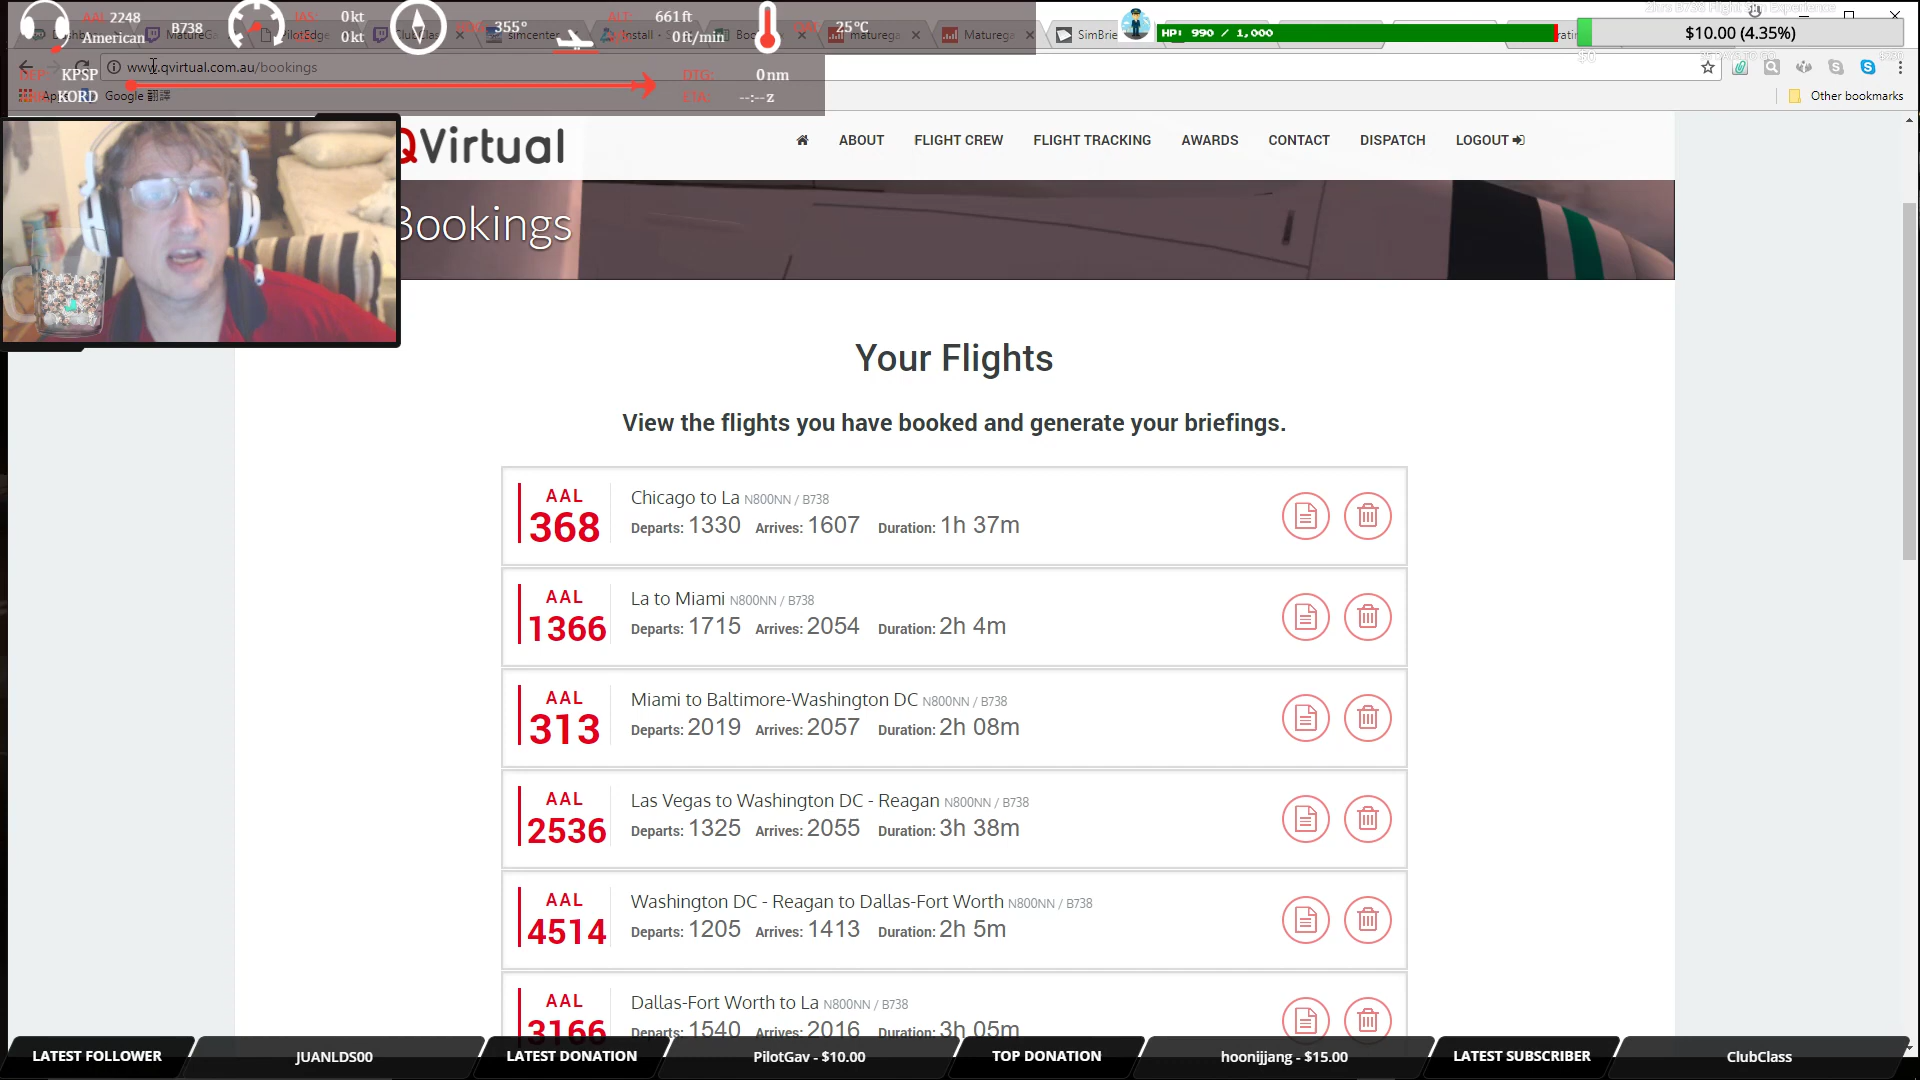 AAL 2248 B738 IAS: 0kt 355° ALT: 661ft 25°C
American 0kt 0ft/min
HP: 990 / 1,000
$10.00 (4.35%)
DEP: KPSP DTG: 0nm
KORD ETA: --:--z
www.qvirtual.com.au/bookings
Google 翻譯
Other bookmarks
QVirtual
ABOUT FLIGHT CREW FLIGHT TRACKING AWARDS CONTACT DISPATCH LOGOUT
Bookings
Your Flights
View the flights you have booked and generate your briefings.
AAL
368
Chicago to La N800NN / B738
Departs: 1330 Arrives: 1607 Duration: 1h 37m
AAL
1366
La to Miami N800NN / B738
Departs: 1715 Arrives: 2054 Duration: 2h 4m
AAL
313
Miami to Baltimore-Washington DC N800NN / B738
Departs: 2019 Arrives: 2057 Duration: 2h 08m
AAL
2536
Las Vegas to Washington DC - Reagan N800NN / B738
Departs: 1325 Arrives: 2055 Duration: 3h 38m
AAL
4514
Washington DC - Reagan to Dallas-Fort Worth N800NN / B738
Departs: 1205 Arrives: 1413 Duration: 2h 5m
AAL
3166
Dallas-Fort Worth to La N800NN / B738
Departs: 1540 Arrives: 2016 Duration: 3h 05m
LATEST FOLLOWER JUANLDS00 LATEST DONATION PilotGav - $10.00 TOP DONATION hoonijjang - $15.00 LATEST SUBSCRIBER ClubClass